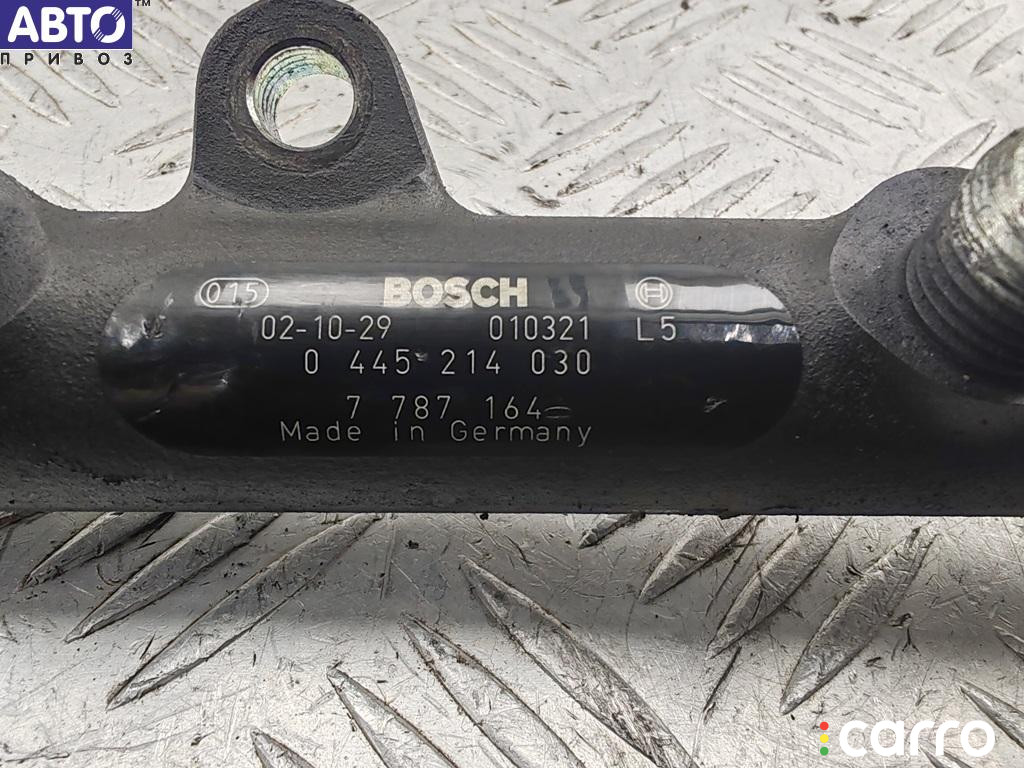 АВТО™
ПРИВОЗ
015 BOSCH
02-10-29 010321 L5
0 445 214 030
7 787 164
Made in Germany
carro